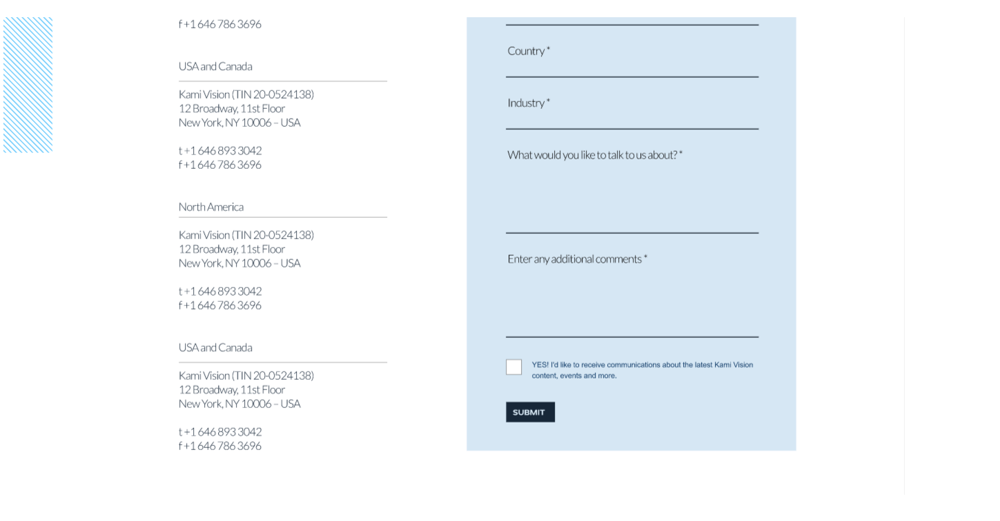 f +1 646 786 3696
USA and Canada
Kami Vision (TIN 20-0524138)
12 Broadway, 11st Floor
New York, NY 10006 – USA
t +1 646 893 3042
f +1 646 786 3696
North America
Kami Vision (TIN 20-0524138)
12 Broadway, 11st Floor
New York, NY 10006 – USA
t +1 646 893 3042
f +1 646 786 3696
USA and Canada
Kami Vision (TIN 20-0524138)
12 Broadway, 11st Floor
New York, NY 10006 – USA
t +1 646 893 3042
f +1 646 786 3696
Country *
Industry *
What would you like to talk to us about? *
Enter any additional comments *
YES! I'd like to receive communications about the latest Kami Vision
content, events and more.
SUBMIT